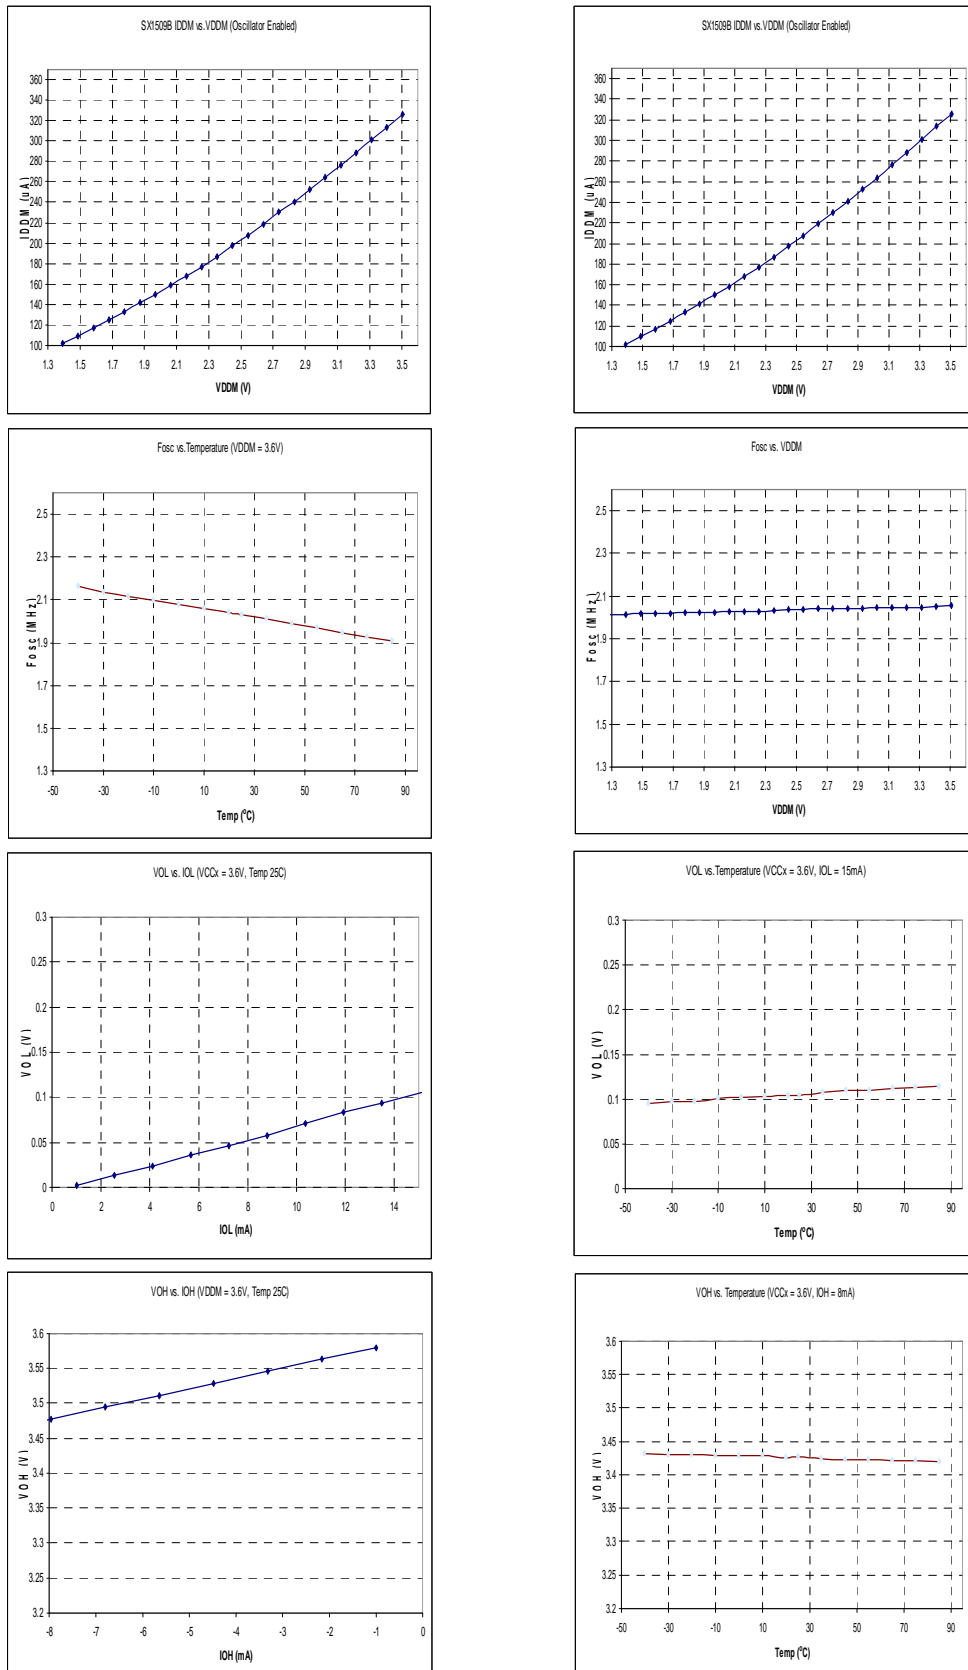 SX1509B IDDM vs. VDDM (Oscillator Enabled)
360
340
320
300
280
260
240
220
200
180
160
140
120
100
IDDM (uA)
1.3 1.5 1.7 1.9 2.1 2.3 2.5 2.7 2.9 3.1 3.3 3.5
VDDM (V)
SX1509B IDDM vs. VDDM (Oscillator Enabled)
360
340
320
300
280
260
240
220
200
180
160
140
120
100
IDDM (uA)
1.3 1.5 1.7 1.9 2.1 2.3 2.5 2.7 2.9 3.1 3.3 3.5
VDDM (V)
Fosc vs. Temperature (VDDM = 3.6V)
2.5
2.3
2.1
1.9
1.7
1.5
1.3
Fosc (MHz)
-50 -30 -10 10 30 50 70 90
Temp (°C)
Fosc vs. VDDM
2.5
2.3
2.1
1.9
1.7
1.5
1.3
Fosc (MHz)
1.3 1.5 1.7 1.9 2.1 2.3 2.5 2.7 2.9 3.1 3.3 3.5
VDDM (V)
VOL vs. IOL (VCCx = 3.6V, Temp 25C)
0.3
0.25
0.2
0.15
0.1
0.05
0
VOL (V)
0 2 4 6 8 10 12 14
IOL (mA)
VOL vs. Temperature (VCCx = 3.6V, IOL = 15mA)
0.3
0.25
0.2
0.15
0.1
0.05
0
VOL (V)
-50 -30 -10 10 30 50 70 90
Temp (°C)
VOH vs. IOH (VDDM = 3.6V, Temp 25C)
3.6
3.55
3.5
3.45
3.4
3.35
3.3
3.25
3.2
VOH (V)
-8 -7 -6 -5 -4 -3 -2 -1 0
IOH (mA)
VOH vs. Temperature (VCCx = 3.6V, IOH = 8mA)
3.6
3.55
3.5
3.45
3.4
3.35
3.3
3.25
3.2
VOH (V)
-50 -30 -10 10 30 50 70 90
Temp (°C)